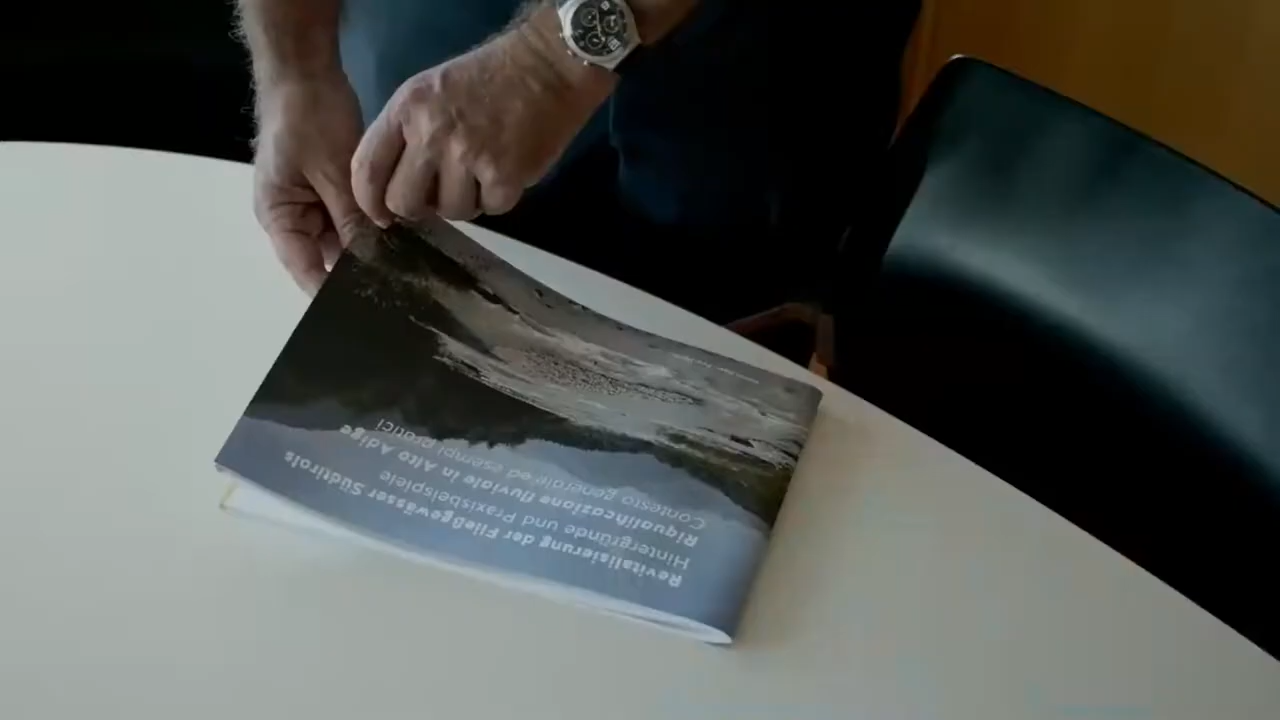 Revitalisierung der Fließgewässer Südtirols
Hintergründe und Praxisbeispiele
Riqualificazione fluviale in Alto Adige
Contesto generale ed esempi pratici